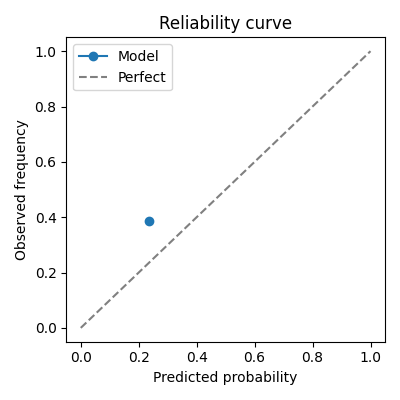 Reliability curve
Model
Perfect
Observed frequency
1.0
0.8
0.6
0.4
0.2
0.0
0.0 0.2 0.4 0.6 0.8 1.0
Predicted probability